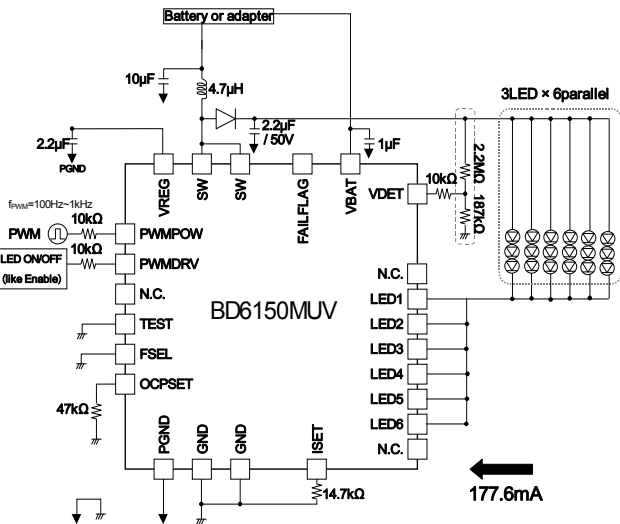 Battery or adapter
10μF
4.7μH
3LED × 6parallel
2.2μF
/ 50V
1μF
2.2μF
PGND
VREG
SW
SW
FAILFLAG
VBAT
VDET
10kΩ
2.2MΩ
187kΩ
fPWM=100Hz~1kHz
10kΩ
PWM
PWMPOW
10kΩ
LED ON/OFF
(like Enable)
PWMDRV
N.C.
N.C.
LED1
BD6150MUV
TEST
LED2
FSEL
LED3
OCPSET
LED4
47kΩ
LED5
LED6
PGND
GND
GND
ISET
N.C.
14.7kΩ
177.6mA